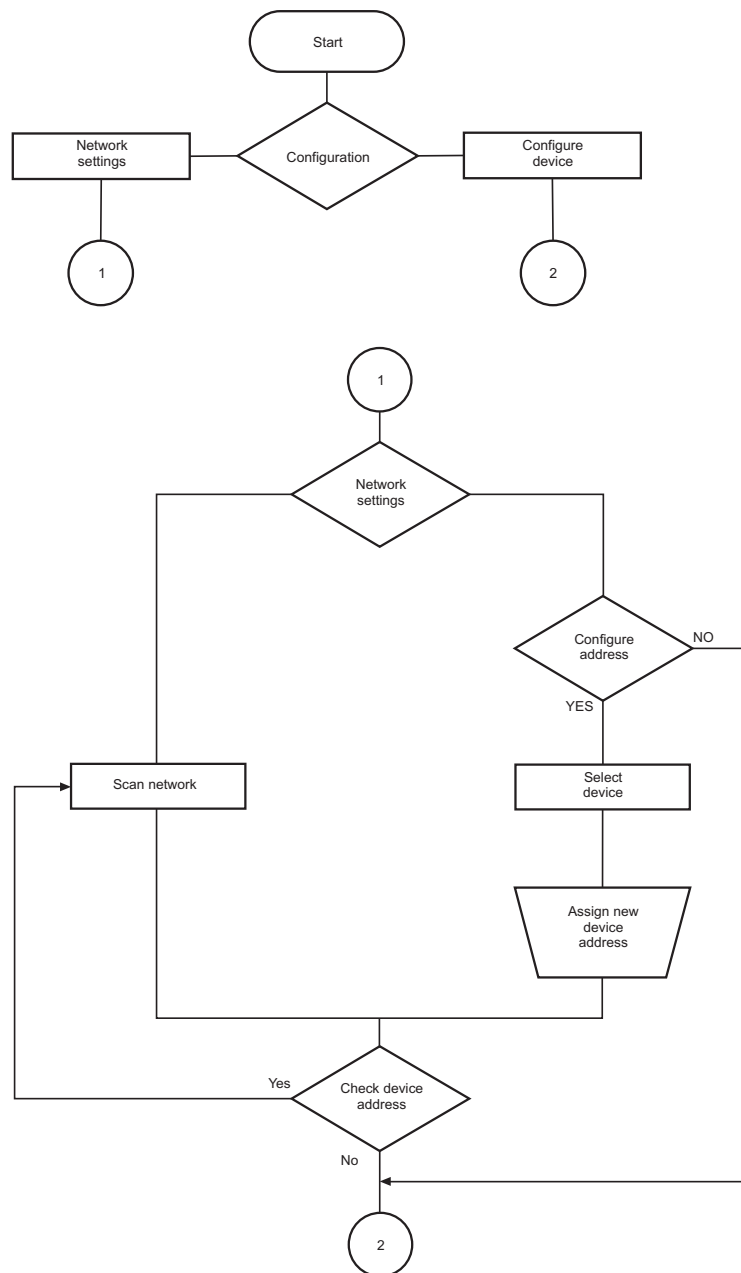 Start
Network
settings
Configuration
Configure
device
1
2
1
Network
settings
Configure
address
NO
YES
Scan network
Select
device
Assign new
device
address
Yes
Check device
address
No
2